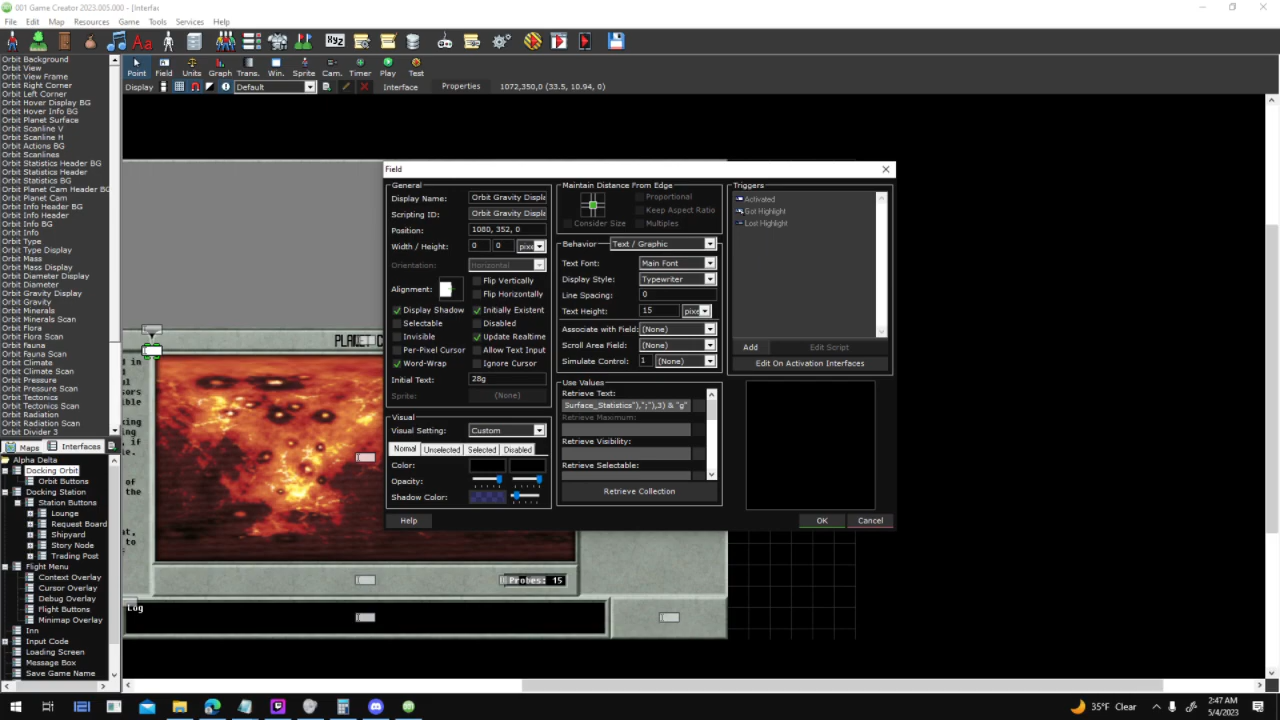 001 Game Creator 2023.005.000 - [Interfac
File Edit Map Resources Game Tools Services Help
Aa XYZ
Point Field Units Graph Trans. Win. Sprite Cam. Timer Play Test
Display Default Interface Properties 1072,350,0 (33.5, 10.94, 0)
Orbit Background
Orbit View
Orbit View Frame
Orbit Right Corner
Orbit Left Corner
Orbit Hover Display BG
Orbit Hover Info BG
Orbit Planet Surface
Orbit Scanline V
Orbit Scanline H
Orbit Actions BG
Orbit Scanlines
Orbit Statistics Header BG
Orbit Statistics Header
Orbit Statistics BG
Orbit Planet Cam Header BG
Orbit Planet Cam
Orbit Info Header BG
Orbit Info Header
Orbit Info BG
Orbit Type
Orbit Type Display
Orbit Mass
Orbit Mass Display
Orbit Diameter Display
Orbit Diameter
Orbit Gravity Display
Orbit Gravity
Orbit Minerals
Orbit Minerals Scan
Orbit Flora
Orbit Flora Scan
Orbit Fauna
Orbit Fauna Scan
Orbit Climate
Orbit Climate Scan
Orbit Pressure
Orbit Pressure Scan
Orbit Tectonics
Orbit Tectonics Scan
Orbit Radiation
Orbit Radiation Scan
Orbit Divider 3
Maps Interfaces
Alpha Delta
Docking Orbit
Orbit Buttons
Docking Station
Station Buttons
Lounge
Request Board
Shipyard
Story Node
Trading Post
Flight Menu
Context Overlay
Cursor Overlay
Debug Overlay
Flight Buttons
Minimap Overlay
Inn
Input Code
Loading Screen
Message Box
Save Game Name
PLANET C
Probes: 15
Log
Field
General
Display Name: Orbit Gravity Displa
Scripting ID: Orbit Gravity Displa
Position: 1080, 352, 0
Width / Height: 0 0 pixe
Orientation: Horizontal
Alignment: Flip Vertically
Flip Horizontally
Display Shadow Initially Existent
Selectable Disabled
Invisible Update Realtime
Per-Pixel Cursor Allow Text Input
Word-Wrap Ignore Cursor
Initial Text: 28g
Sprite: (None)
Visual
Visual Setting: Custom
Normal Unselected Selected Disabled
Color:
Opacity:
Shadow Color:
Help
Maintain Distance From Edge
Proportional
Keep Aspect Ratio
Consider Size Multiples
Behavior Text / Graphic
Text Font: Main Font
Display Style: Typewriter
Line Spacing: 0
Text Height: 15 pixe
Associate with Field: (None)
Scroll Area Field: (None)
Simulate Control: 1 (None)
Use Values
Retrieve Text:
Surface_Statistics"),";"),3) & "g"
Retrieve Maximum:
Retrieve Visibility:
Retrieve Selectable:
Retrieve Collection
Triggers
Activated
Got Highlight
Lost Highlight
Add Edit Script
Edit On Activation Interfaces
OK Cancel
35°F Clear
2:47 AM
5/4/2023